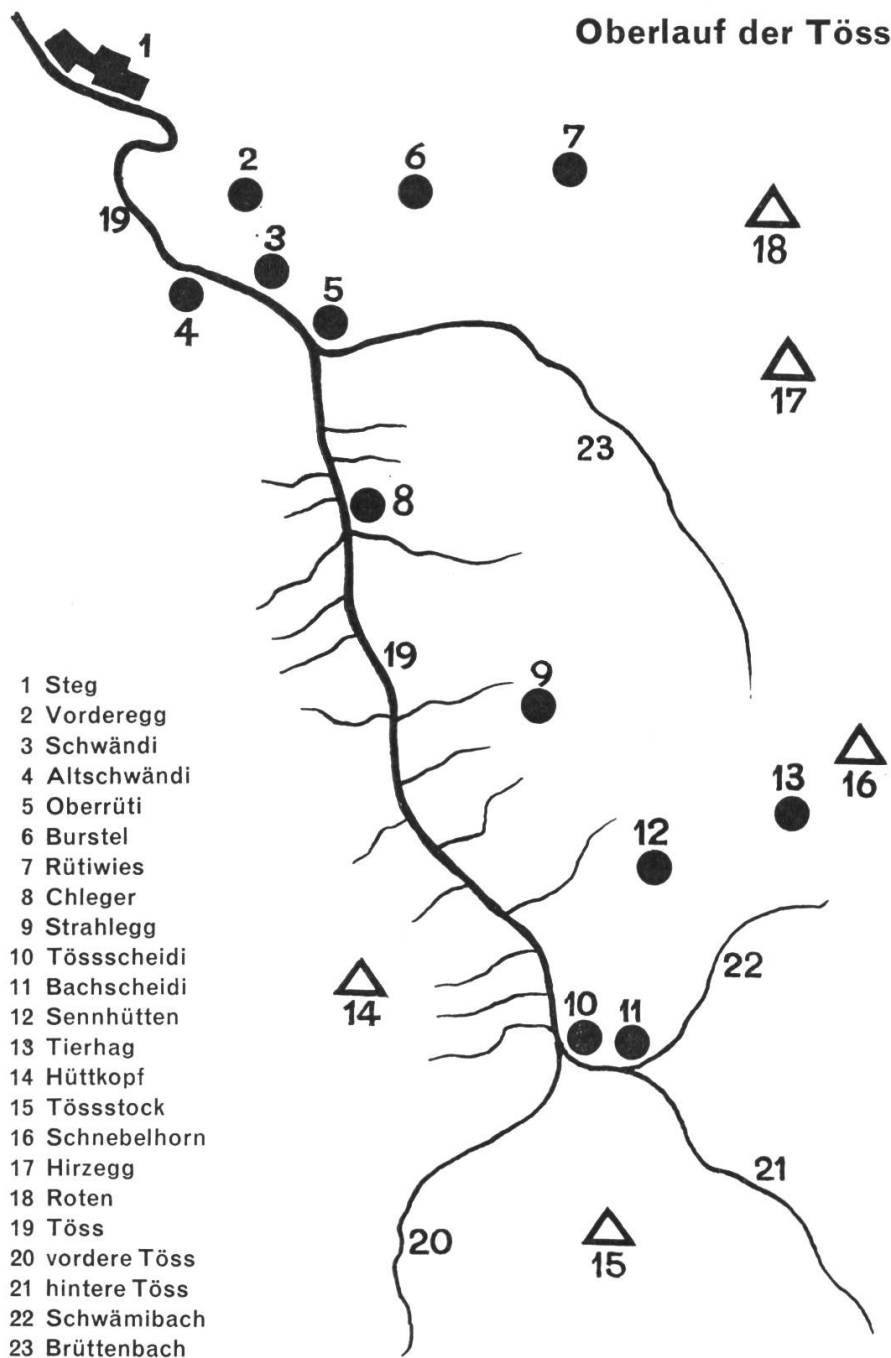 Oberlauf der Töss
1
2
6
7
18
19
3
5
4
17
23
8
19
9
16
13
12
22
14
10
11
21
20
15
1 Steg
2 Vorderegg
3 Schwändi
4 Altschwändi
5 Oberrüti
6 Burstel
7 Rütiwies
8 Chleger
9 Strahlegg
10 Tössscheidi
11 Bachscheidi
12 Sennhütten
13 Tierhag
14 Hüttkopf
15 Tössstock
16 Schnebelhorn
17 Hirzegg
18 Roten
19 Töss
20 vordere Töss
21 hintere Töss
22 Schwämibach
23 Brüttenbach